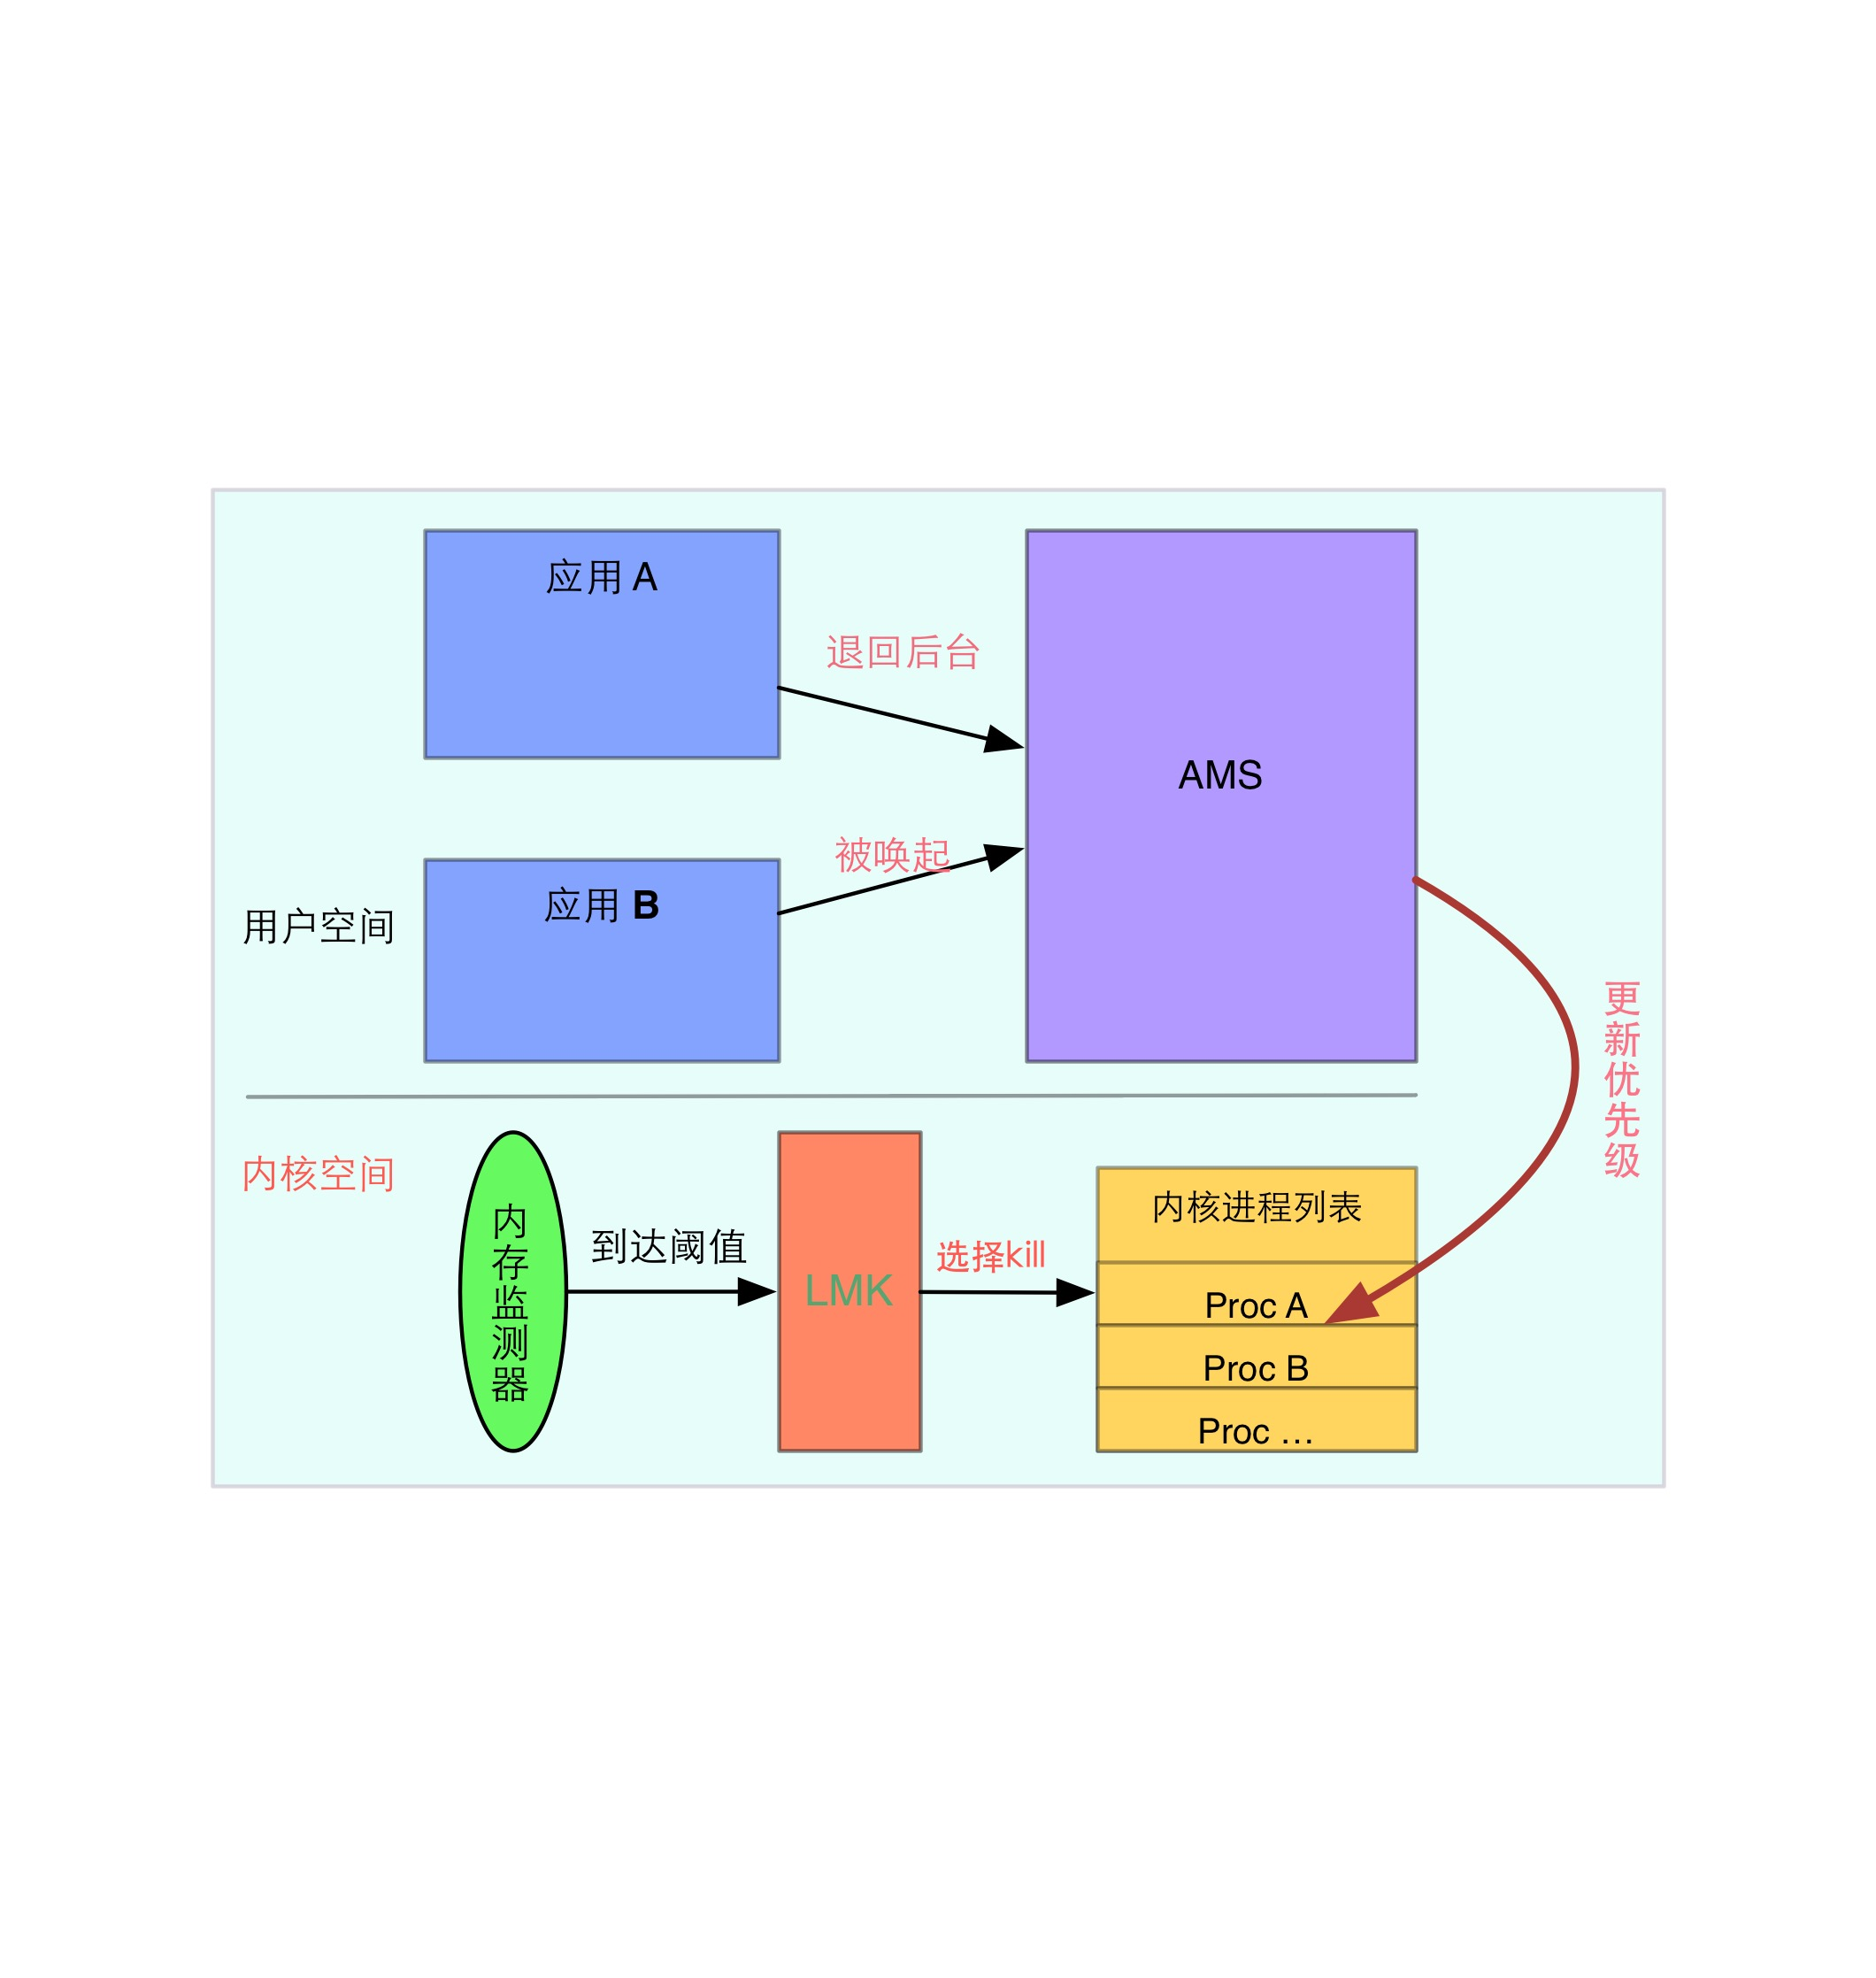 应用 A
退回后台
AMS
被唤起
应用 B
用户空间
更新优先级
内核空间
内存监测器
到达阈值
LMK
选择kill
内核进程列表
Proc A
Proc B
Proc …